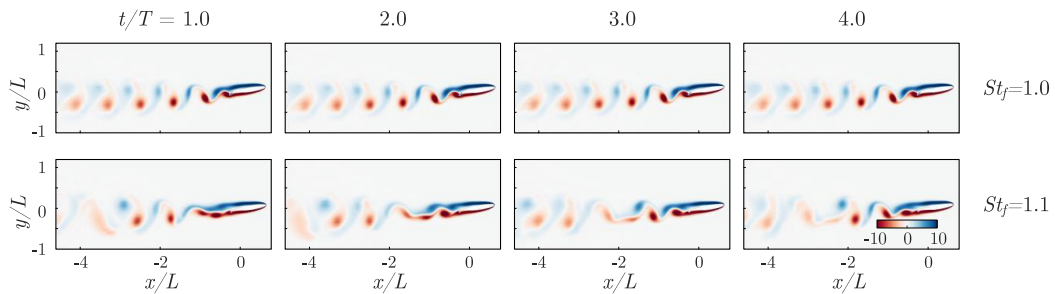 t/T = 1.0 2.0 3.0 4.0
1
0
-1
y/L
St_f=1.0
1
0
-1
y/L
St_f=1.1
-10 0 10
-4 -2 0 -4 -2 0 -4 -2 0 -4 -2 0
x/L x/L x/L x/L